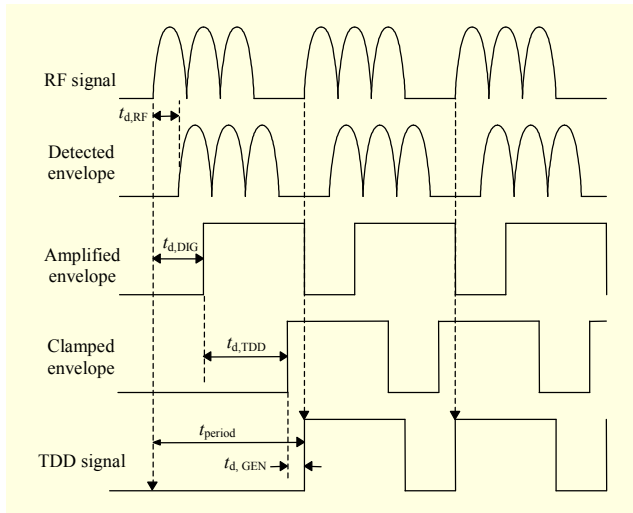 RF signal
t_d,RF
Detected
envelope
t_d,DIG
Amplified
envelope
t_d,TDD
Clamped
envelope
t_period
TDD signal
t_d, GEN